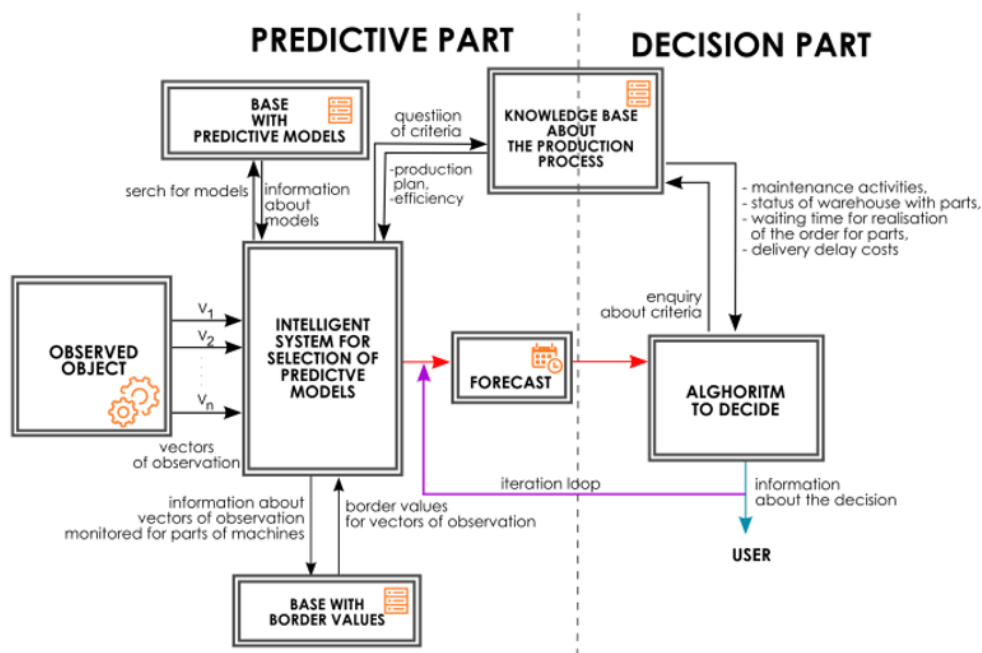 PREDICTIVE PART
DECISION PART
BASE
WITH
PREDICTIVE MODELS
questiion
of criteria
KNOWLEDGE BASE
ABOUT
THE PRODUCTION
PROCESS
serch for models
information
about
models
-production
plan,
-efficiency
- maintenance activities,
- status of warehouse with parts,
- waiting time for realisation
of the order for parts,
- delivery delay costs
OBSERVED
OBJECT
V1
V2
Vn
vectors
of observation
INTELLIGENT
SYSTEM FOR
SELECTION OF
PREDICTVE
MODELS
enquiry
about criteria
FORECAST
ALGHORITM
TO DECIDE
iteration loop
information
about the decision
information about
vectors of observation
monitored for parts of machines
border values
for vectors of observation
USER
BASE WITH
BORDER VALUES